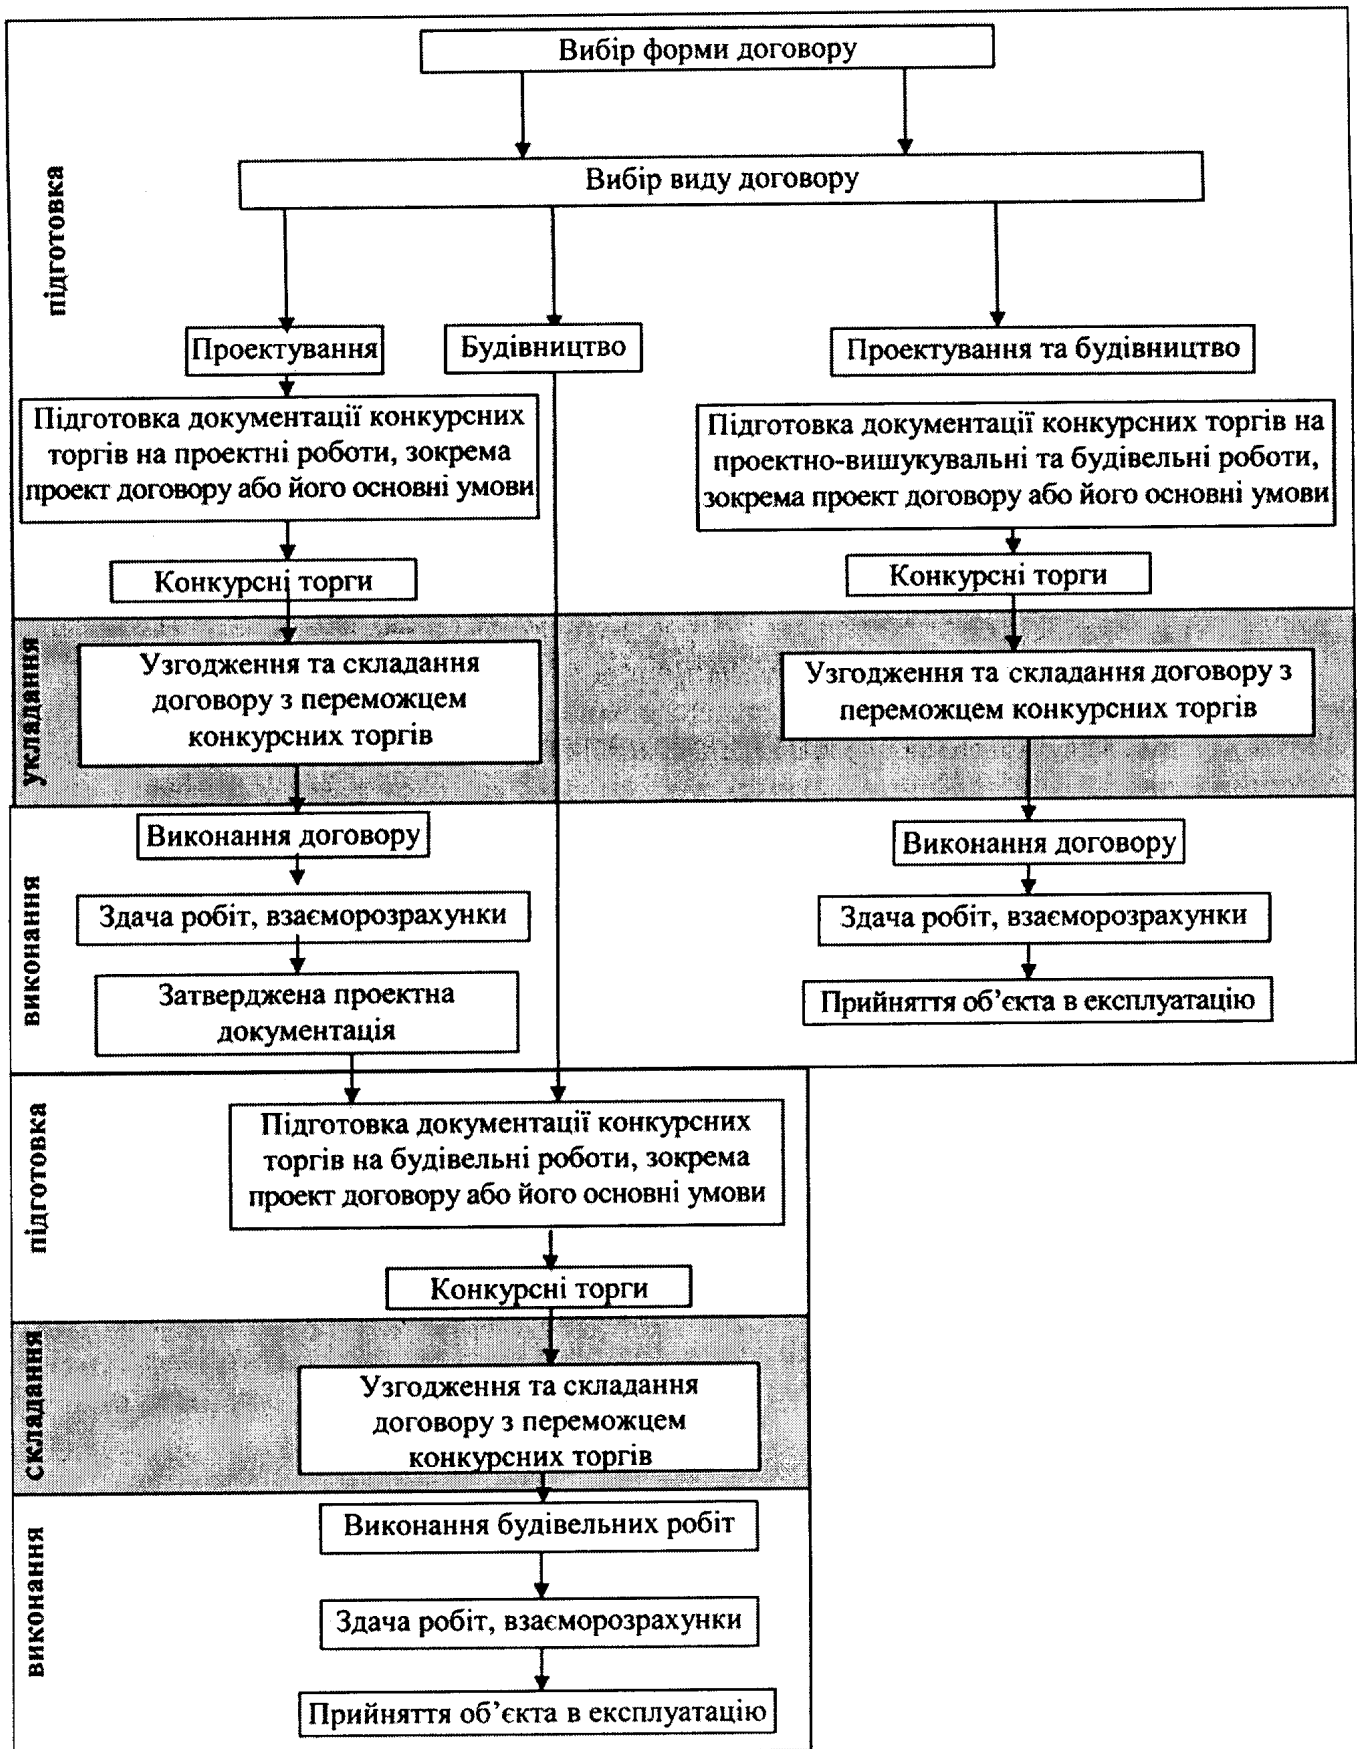 Вибір форми договору
Вибір виду договору
підготовка
Проектування
Будівництво
Проектування та будівництво
Підготовка документації конкурсних
торгів на проектні роботи, зокрема
проект договору або його основні умови
Підготовка документації конкурсних торгів на
проектно-вишукувальні та будівельні роботи,
зокрема проект договору або його основні умови
Конкурсні торги
Конкурсні торги
укладання
Узгодження та складання
договору з переможцем
конкурсних торгів
Узгодження та складання договору з
переможцем конкурсних торгів
виконання
Виконання договору
Виконання договору
Здача робіт, взаєморозрахунки
Здача робіт, взаєморозрахунки
Затверджена проектна
документація
Прийняття об’єкта в експлуатацію
підготовка
Підготовка документації конкурсних
торгів на будівельні роботи, зокрема
проект договору або його основні умови
Конкурсні торги
складання
Узгодження та складання
договору з переможцем
конкурсних торгів
виконання
Виконання будівельних робіт
Здача робіт, взаєморозрахунки
Прийняття об’єкта в експлуатацію